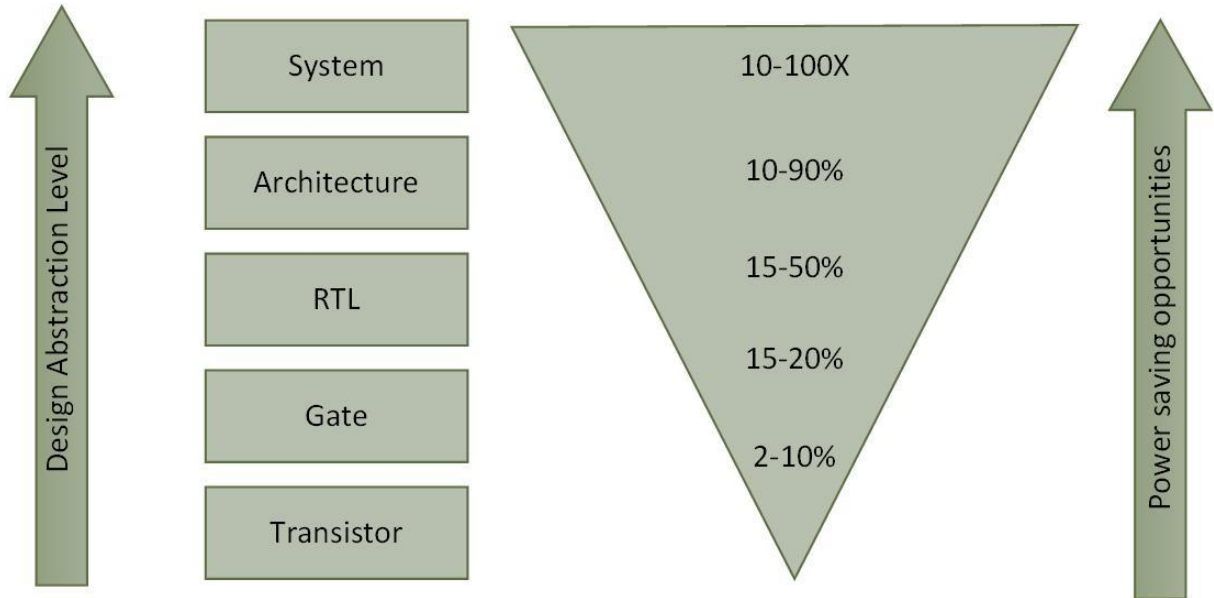 Design Abstraction Level
System
Architecture
RTL
Gate
Transistor
10-100X
10-90%
15-50%
15-20%
2-10%
Power saving opportunities